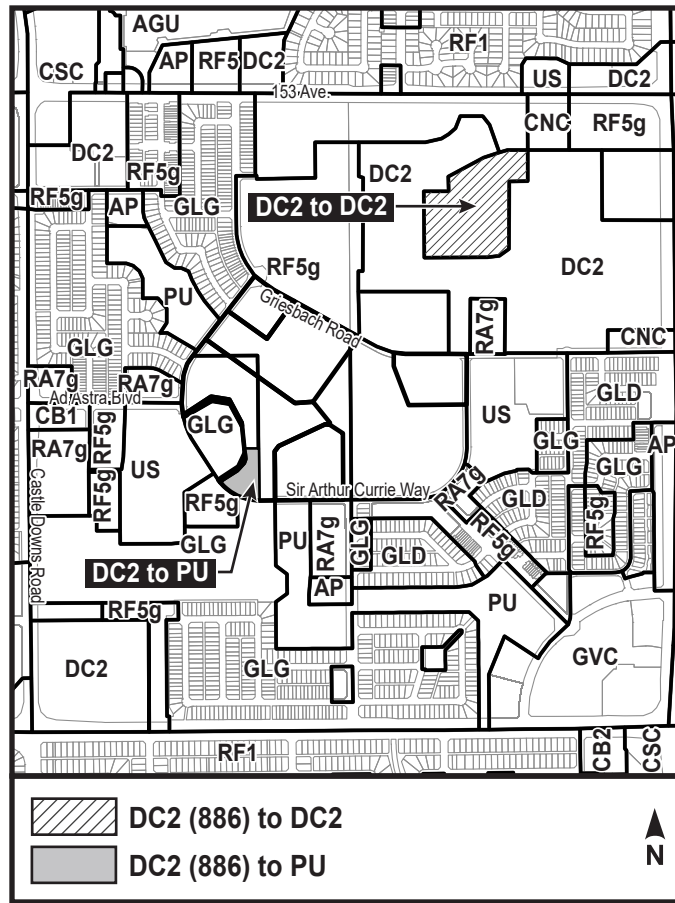 AGU
RF1
CSC
AP
RF5
DC2
US
DC2
153 Ave.
CNC
RF5g
DC2
RF5g
DC2
RF5g
AP
GLG
DC2 to DC2
RF5g
DC2
PU
Griesbach Road
GLG
RA7g
CNC
RA7g
RA7g
Ad Astra Blvd
GLD
CB1
GLG
US
GLG
AP
RA7g
RF5g
US
GLG
RF5g
RF5g
Sir Arthur Currie Way
RA7g
GLD
RF5g
Castle Downs Road
GLG
PU
RA7g
GLG
GLD
RF5g
DC2 to PU
AP
RF5g
PU
DC2
GLG
GVC
RF1
CB2
CSC
DC2 (886) to DC2
DC2 (886) to PU
N